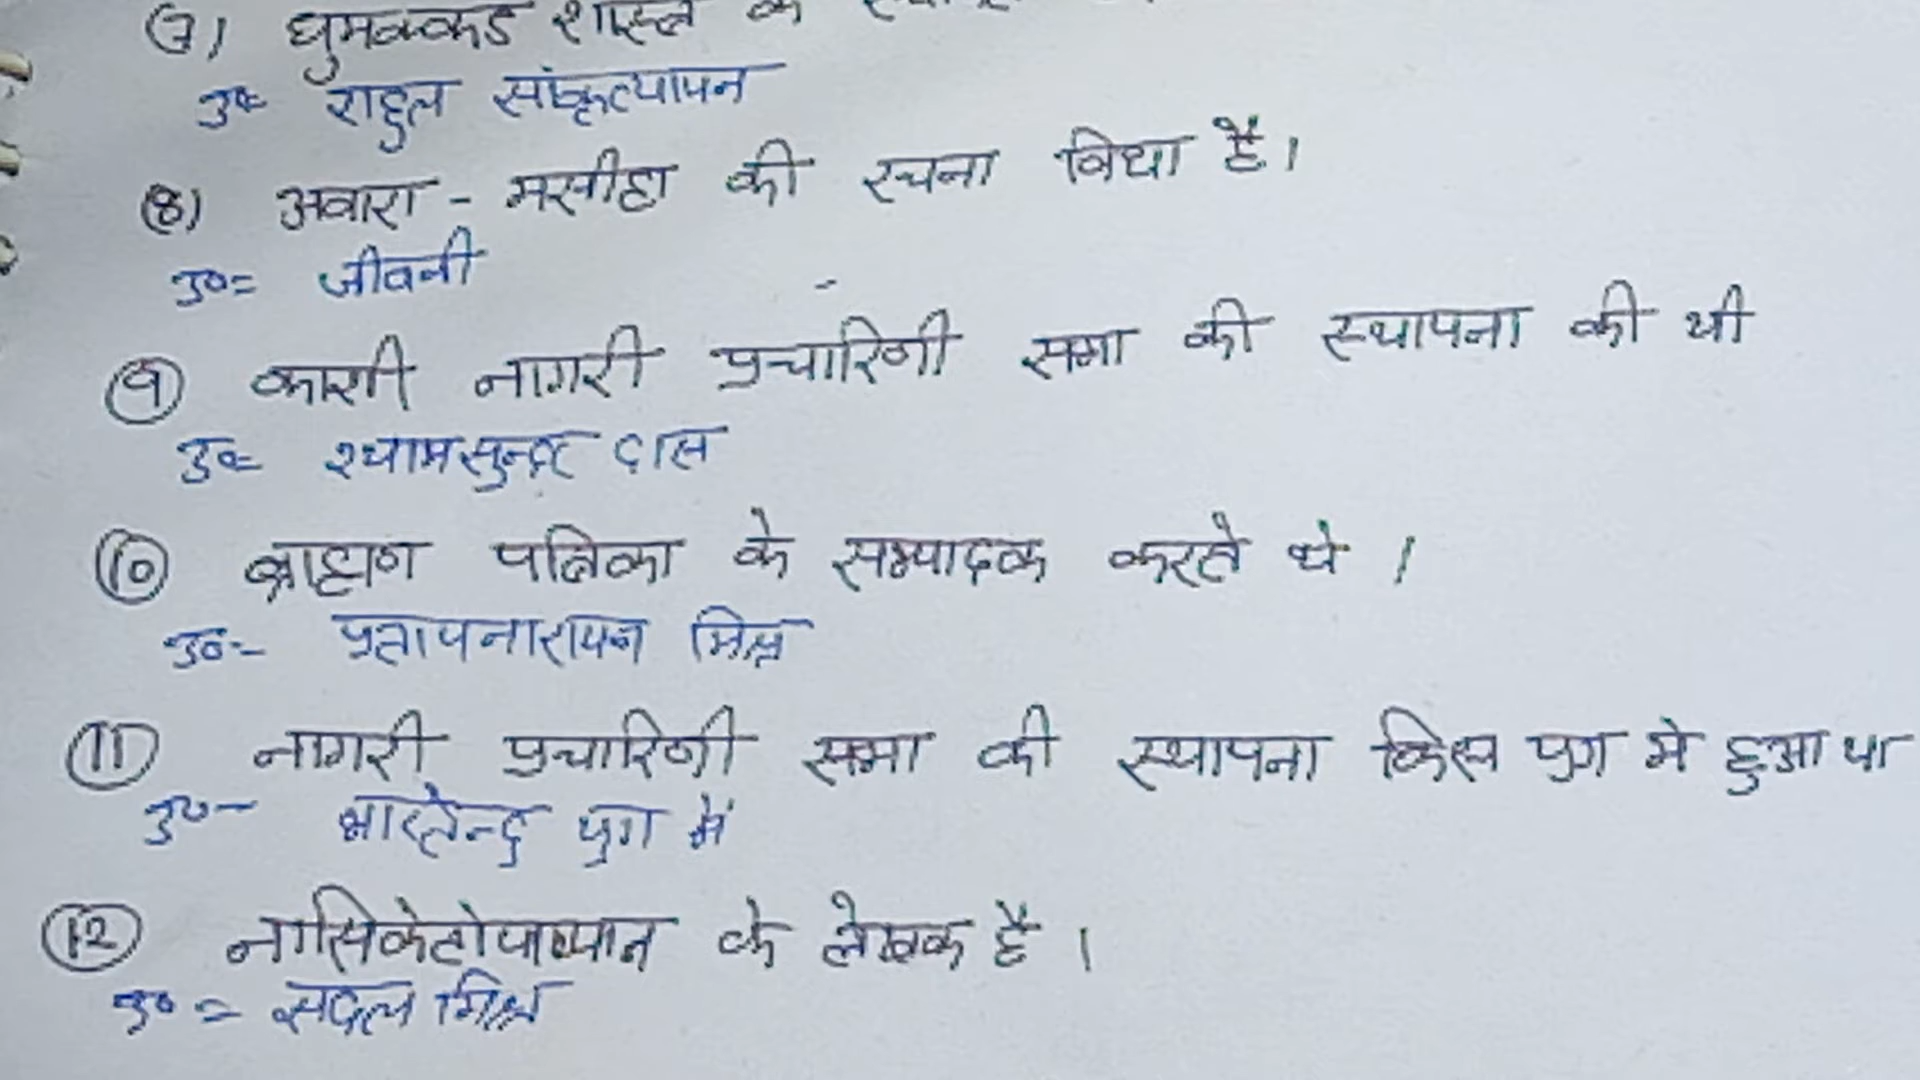 (7) घुमक्कड शास्त्र के
उ०= राहुल सांकृत्यापन
(8) अवारा - मसीहा की रचना विधा है।
उ०= जीवनी
(9) काशी नागरी प्रचारिणी सभा की स्थापना की थी
उ०= श्यामसुन्दर दास
(10) ब्राह्मण पत्रिका के सम्पादक करते थे ।
उ०- प्रतापनारायण मिश्र
(11) नागरी प्रचारिणी सभा की स्थापना किस युग मे हुआ था
उ०- भारतेन्दु युग में
(12) नासिकेतोपाख्यान के लेखक है ।
उ० = सदल मिश्र